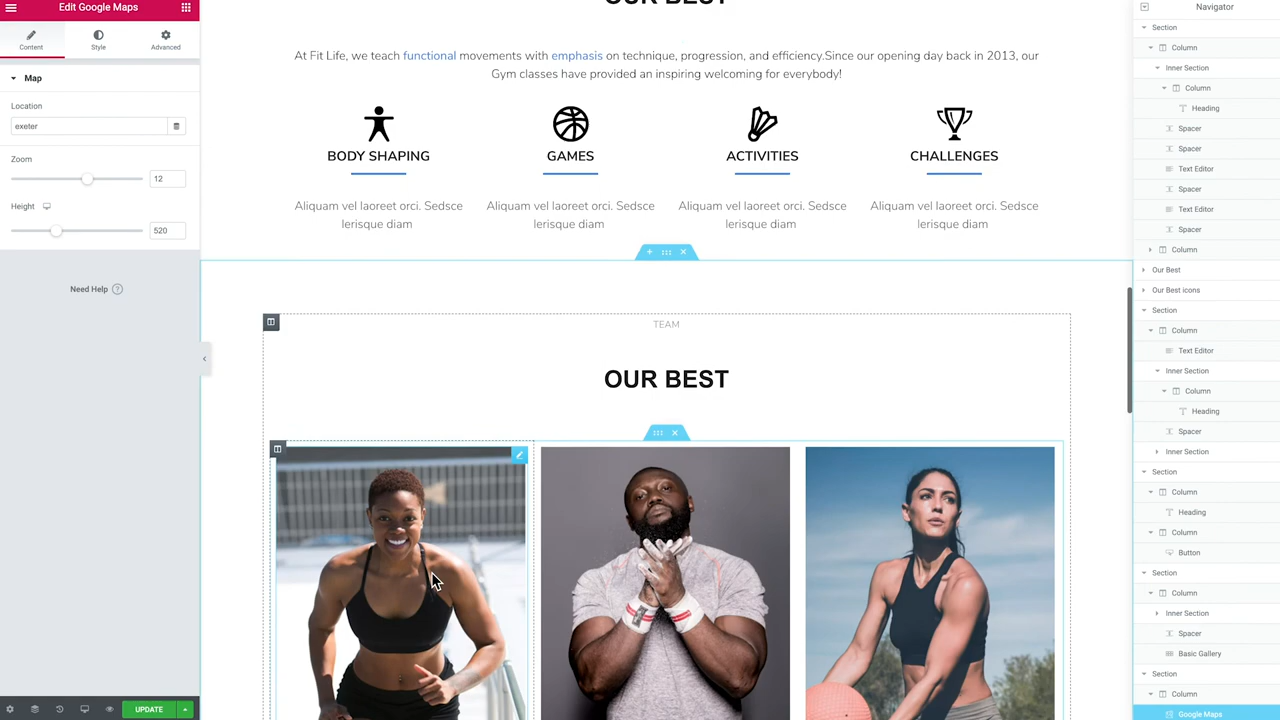 Edit Google Maps
Content
Style
Advanced
Map
Location
exeter
Zoom
12
Height
520
Need Help
?
UPDATE
OUR BEST
At Fit Life, we teach functional movements with emphasis on technique, progression, and efficiency.Since our opening day back in 2013, our
Gym classes have provided an inspiring welcoming for everybody!
BODY SHAPING
GAMES
ACTIVITIES
CHALLENGES
Aliquam vel laoreet orci. Sedsce
lerisque diam
Aliquam vel laoreet orci. Sedsce
lerisque diam
Aliquam vel laoreet orci. Sedsce
lerisque diam
Aliquam vel laoreet orci. Sedsce
lerisque diam
TEAM
OUR BEST
Navigator
Section
Column
Inner Section
Column
Heading
Spacer
Spacer
Text Editor
Spacer
Text Editor
Spacer
Column
Our Best
Our Best icons
Section
Column
Text Editor
Inner Section
Column
Heading
Spacer
Inner Section
Section
Column
Heading
Column
Button
Section
Column
Inner Section
Spacer
Basic Gallery
Section
Column
Google Maps